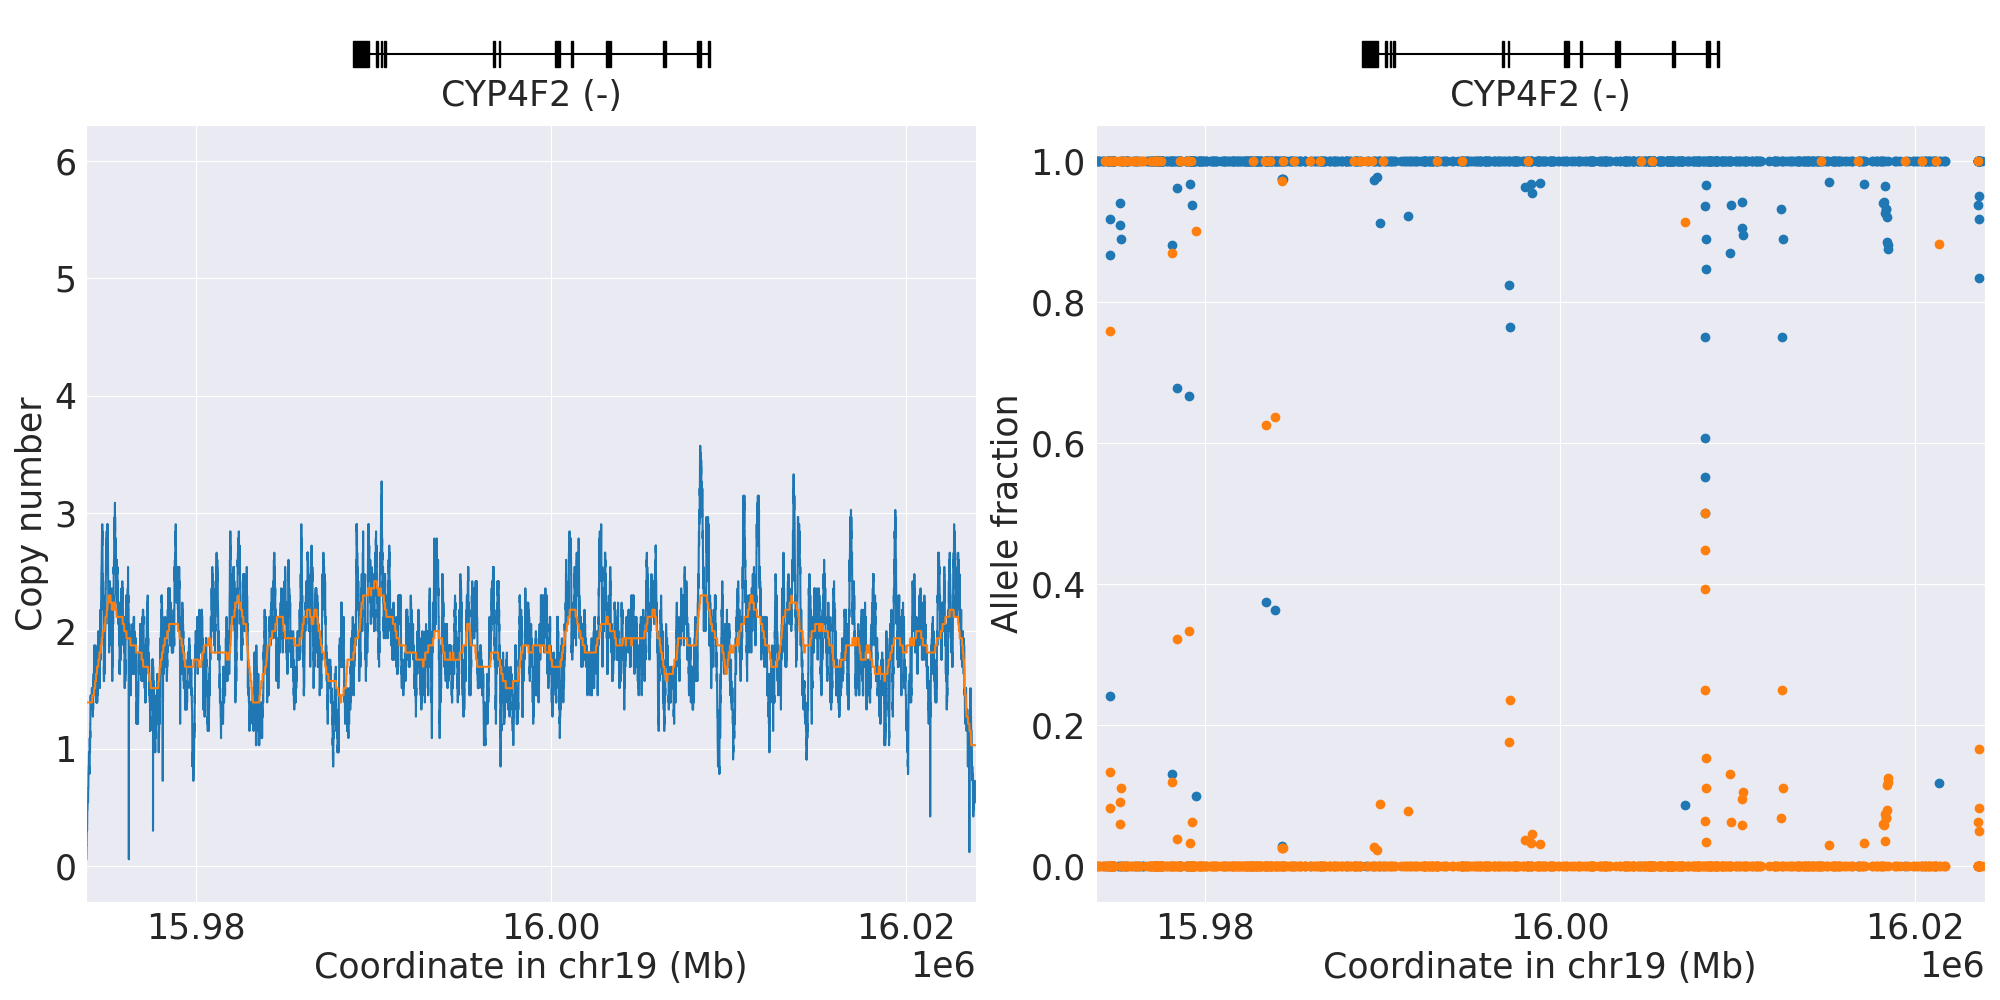 CYP4F2 (-)
CYP4F2 (-)
Copy number
6
5
4
3
2
1
0
15.98
16.00
16.02
Coordinate in chr19 (Mb)
1e6
Allele fraction
1.0
0.8
0.6
0.4
0.2
0.0
15.98
16.00
16.02
Coordinate in chr19 (Mb)
1e6